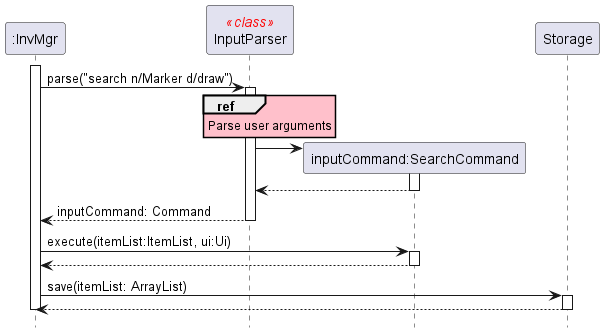 «class»
:InvMgr
InputParser
Storage
parse("search n/Marker d/draw")
ref
Parse user arguments
inputCommand:SearchCommand
inputCommand: Command
execute(itemList:ItemList, ui:Ui)
save(itemList: ArrayList)